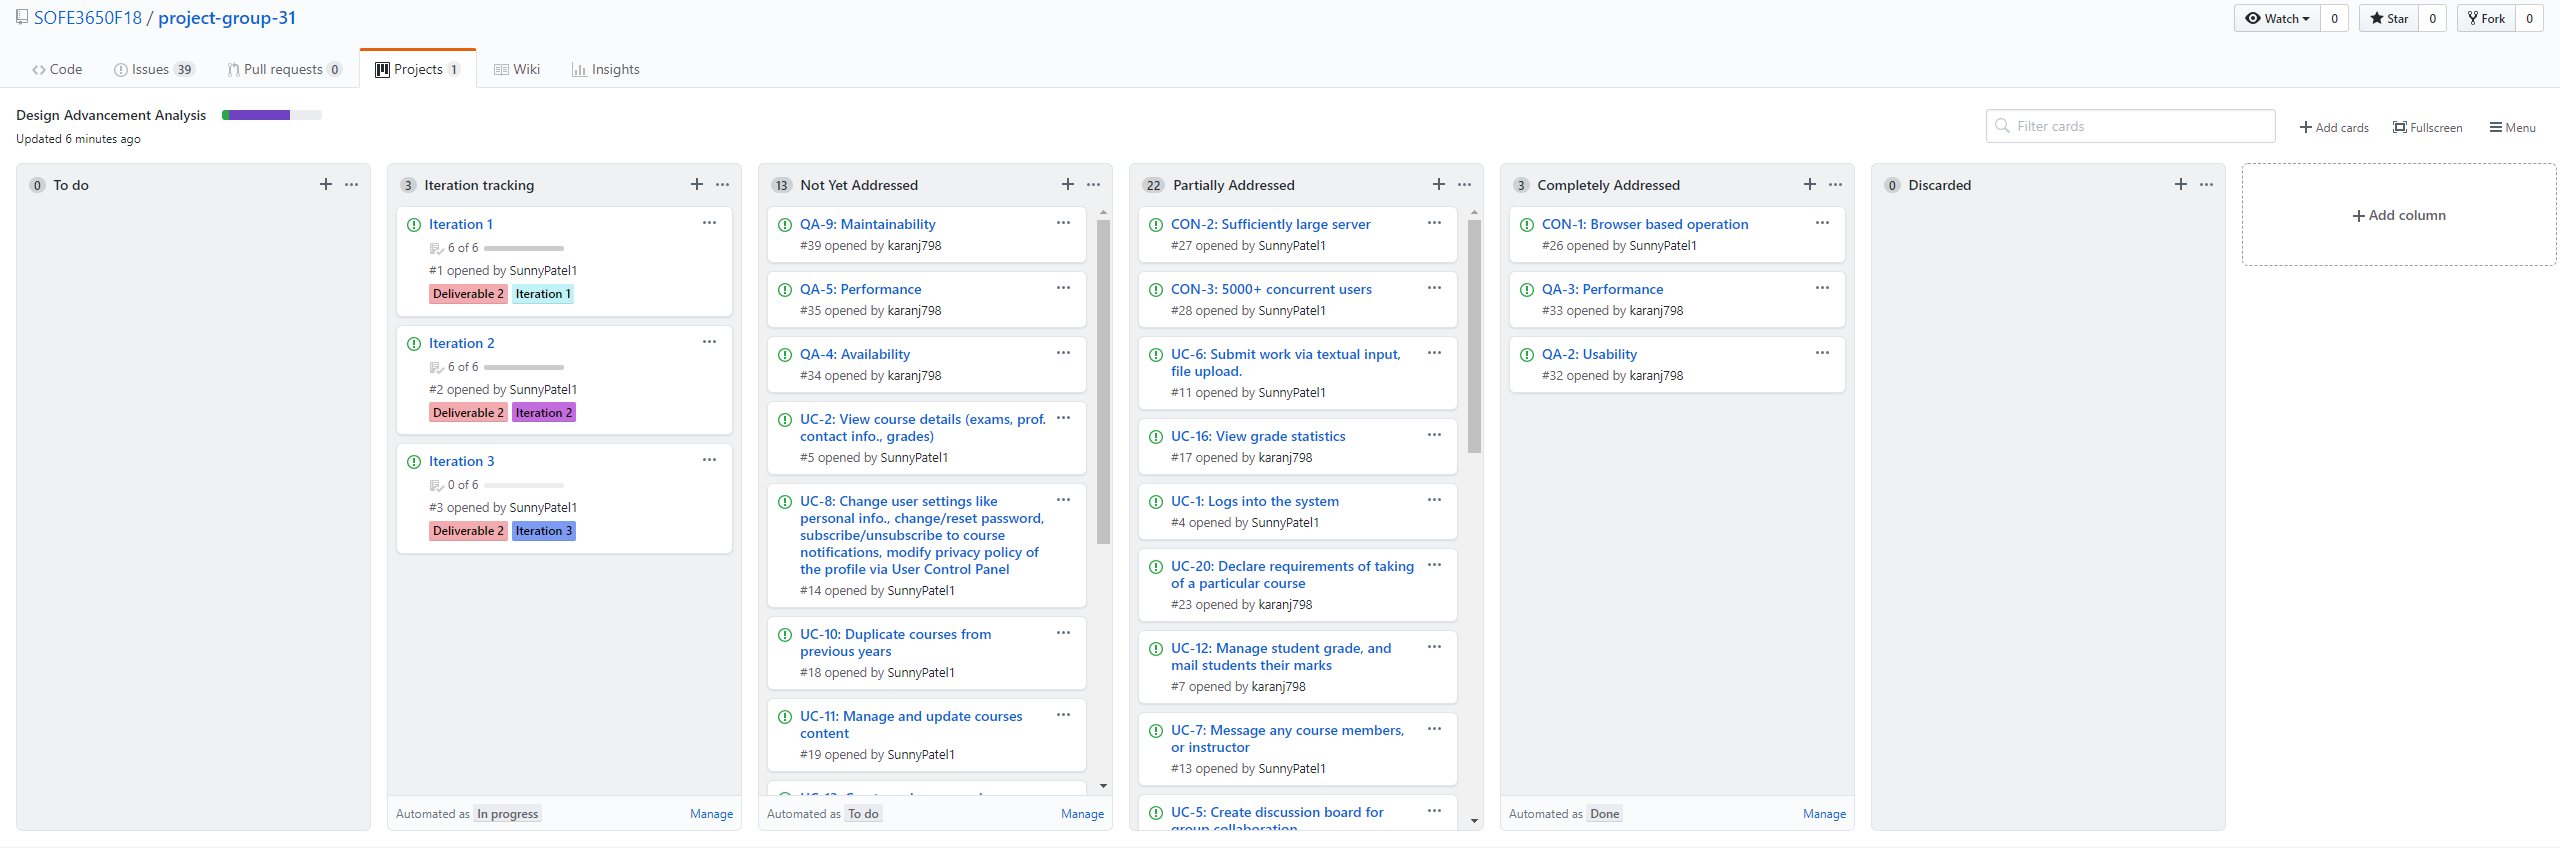 SOFE3650F18 / project-group-31
Watch 0 Star 0 Fork 0
Code Issues 39 Pull requests 0 Projects 1 Wiki Insights
Design Advancement Analysis
Updated 6 minutes ago
Filter cards
Add cards Fullscreen Menu
0 To do
3 Iteration tracking
Iteration 1
6 of 6
#1 opened by SunnyPatel1
Deliverable 2 Iteration 1
Iteration 2
6 of 6
#2 opened by SunnyPatel1
Deliverable 2 Iteration 2
Iteration 3
0 of 6
#3 opened by SunnyPatel1
Deliverable 2 Iteration 3
Automated as In progress Manage
13 Not Yet Addressed
QA-9: Maintainability
#39 opened by karanj798
QA-5: Performance
#35 opened by karanj798
QA-4: Availability
#34 opened by karanj798
UC-2: View course details (exams, prof.
contact info., grades)
#5 opened by SunnyPatel1
UC-8: Change user settings like
personal info., change/reset password,
subscribe/unsubscribe to course
notifications, modify privacy policy of
the profile via User Control Panel
#14 opened by SunnyPatel1
UC-10: Duplicate courses from
previous years
#18 opened by SunnyPatel1
UC-11: Manage and update courses
content
#19 opened by SunnyPatel1
Automated as To do Manage
22 Partially Addressed
CON-2: Sufficiently large server
#27 opened by SunnyPatel1
CON-3: 5000+ concurrent users
#28 opened by SunnyPatel1
UC-6: Submit work via textual input,
file upload.
#11 opened by SunnyPatel1
UC-16: View grade statistics
#17 opened by karanj798
UC-1: Logs into the system
#4 opened by SunnyPatel1
UC-20: Declare requirements of taking
of a particular course
#23 opened by karanj798
UC-12: Manage student grade, and
mail students their marks
#7 opened by karanj798
UC-7: Message any course members,
or instructor
#13 opened by SunnyPatel1
UC-5: Create discussion board for
group collaboration
3 Completely Addressed
CON-1: Browser based operation
#26 opened by SunnyPatel1
QA-3: Performance
#33 opened by karanj798
QA-2: Usability
#32 opened by karanj798
Automated as Done Manage
0 Discarded
Add column